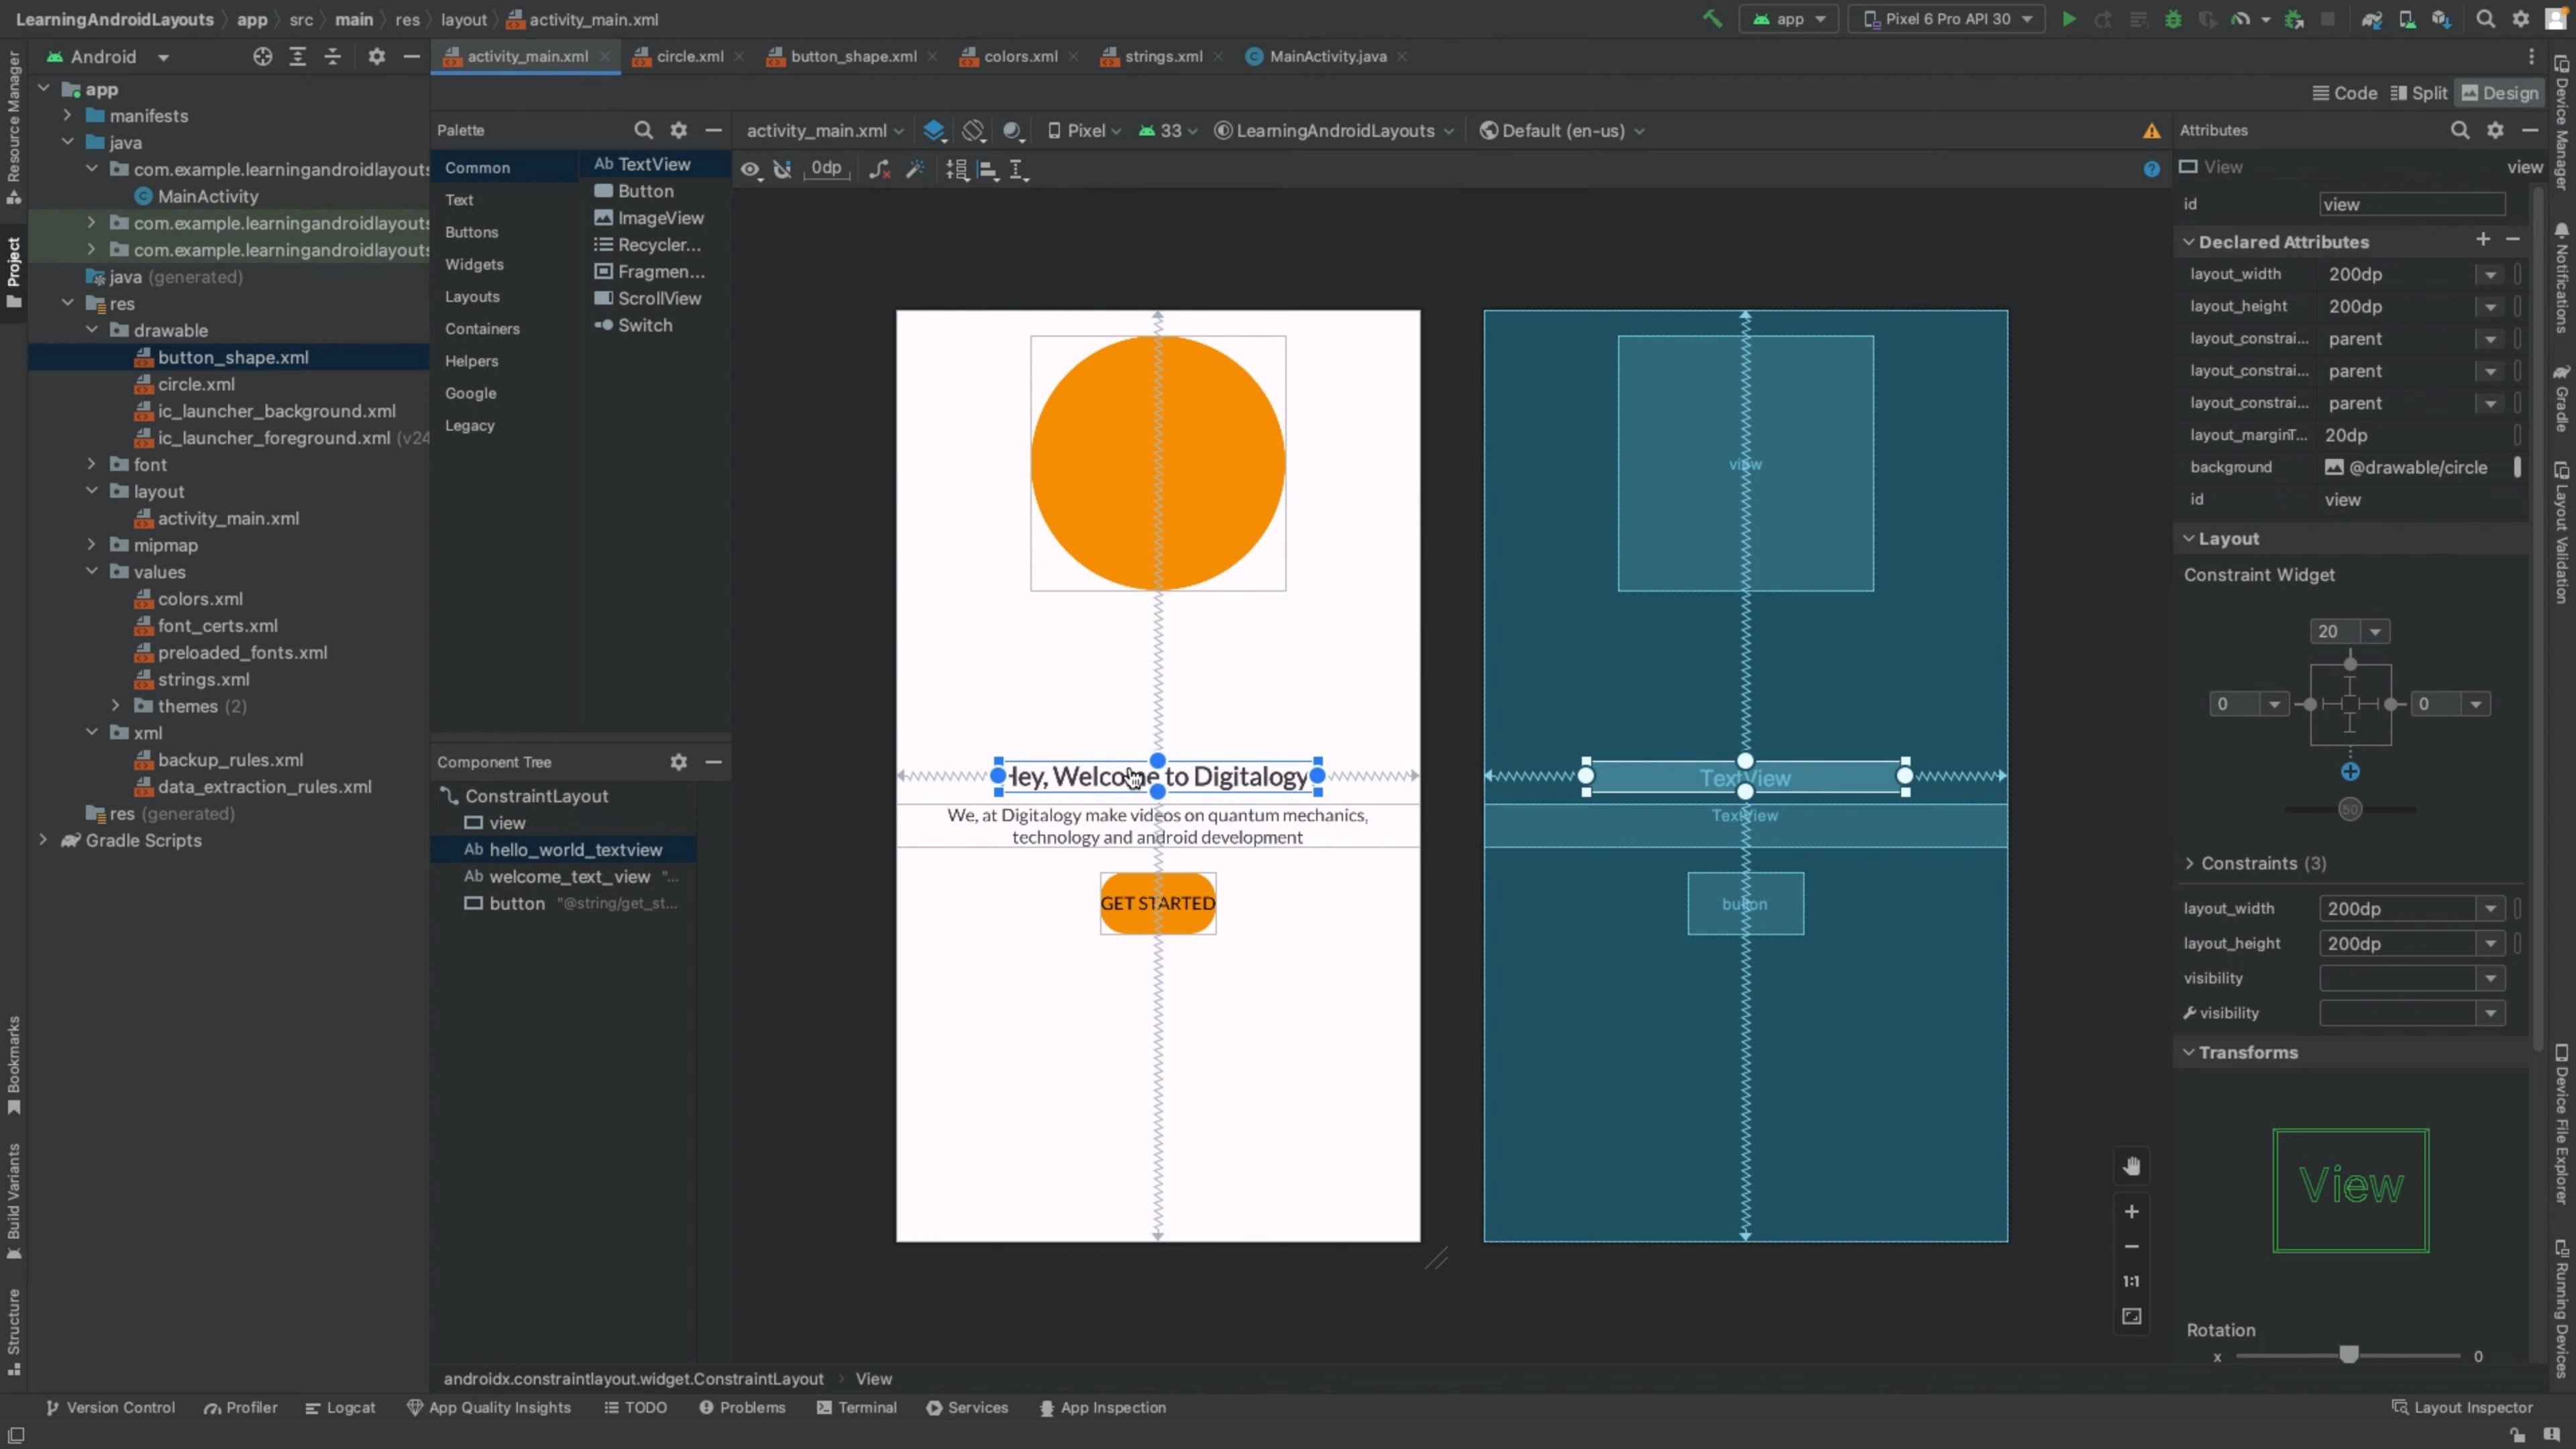 LearningAndroidLayouts app src main res layout activity_main.xml
app Pixel 6 Pro API 30
Android
activity_main.xml circle.xml button_shape.xml colors.xml strings.xml MainActivity.java
Code Split Design
Resource Manager
Project
Bookmarks
Build Variants
Structure
app
manifests
java
com.example.learningandroidlayouts
MainActivity
com.example.learningandroidlayouts
com.example.learningandroidlayouts
java (generated)
res
drawable
button_shape.xml
circle.xml
ic_launcher_background.xml
ic_launcher_foreground.xml (v24
font
layout
activity_main.xml
mipmap
values
colors.xml
font_certs.xml
preloaded_fonts.xml
strings.xml
themes (2)
xml
backup_rules.xml
data_extraction_rules.xml
res (generated)
Gradle Scripts
Palette
Common
Text
Buttons
Widgets
Layouts
Containers
Helpers
Google
Legacy
Ab TextView
Button
ImageView
Recycler...
Fragmen...
ScrollView
Switch
Component Tree
ConstraintLayout
view
Ab hello_world_textview
Ab welcome_text_view "...
button "@string/get_st...
activity_main.xml Pixel 33 LearningAndroidLayouts Default (en-us)
0dp
Hey, Welcome to Digitalogy
We, at Digitalogy make videos on quantum mechanics,
technology and android development
GET STARTED
view
TextView
TextView
button
1:1
Attributes
View view
id view
Declared Attributes
layout_width 200dp
layout_height 200dp
layout_constrai... parent
layout_constrai... parent
layout_constrai... parent
layout_marginT... 20dp
background @drawable/circle
id view
Layout
Constraint Widget
20
0 0
50
Constraints (3)
layout_width 200dp
layout_height 200dp
visibility
visibility
Transforms
View
Rotation
x 0
Device Manager
Notifications
Gradle
Layout Validation
Device File Explorer
Running Devices
androidx.constraintlayout.widget.ConstraintLayout View
Version Control Profiler Logcat App Quality Insights TODO Problems Terminal Services App Inspection Layout Inspector